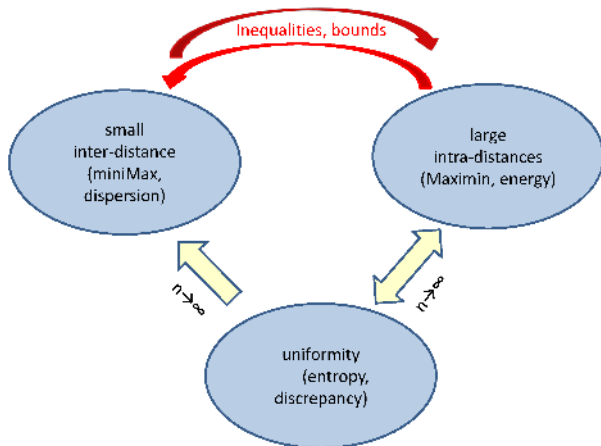 Inequalities, bounds
small
inter-distance
(miniMax,
dispersion)
large
intra-distances
(Maximin, energy)
n→∞
n→∞
uniformity
(entropy,
discrepancy)